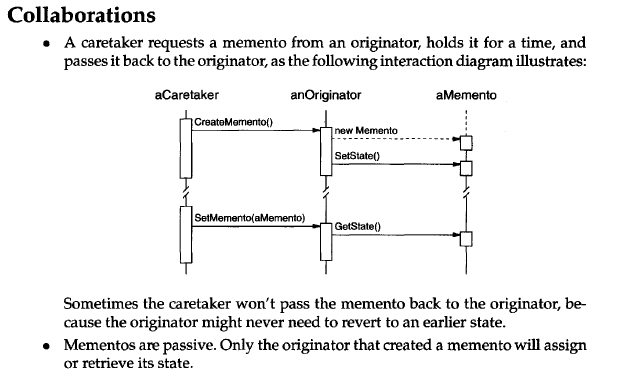 Collaborations
• A caretaker requests a memento from an originator, holds it for a time, and
passes it back to the originator, as the following interaction diagram illustrates:
aCaretaker anOriginator aMemento
CreateMemento()
new Memento
SetState()
SetMemento(aMemento)
GetState()
Sometimes the caretaker won't pass the memento back to the originator, be-
cause the originator might never need to revert to an earlier state.
• Mementos are passive. Only the originator that created a memento will assign
or retrieve its state.